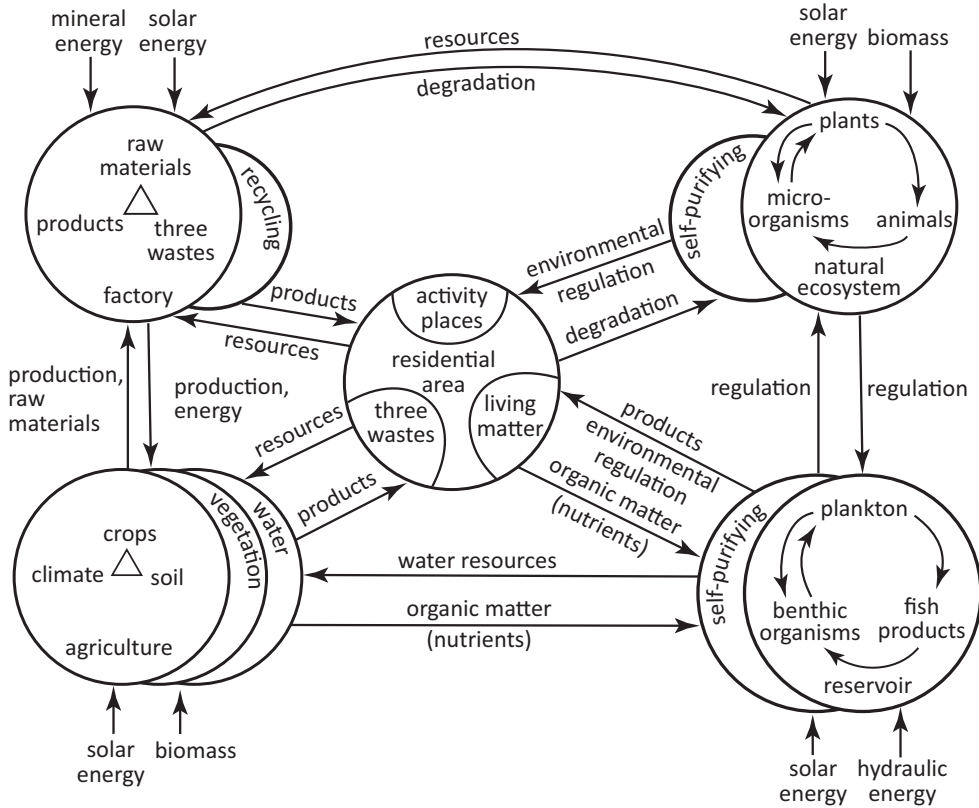 mineral
energy
solar
energy
resources
degradation
solar
energy
biomass
raw
materials
products
three
wastes
factory
recycling
self-purifying
plants
micro-
organisms
animals
natural
ecosystem
environmental
regulation
degradation
products
resources
activity
places
residential
area
three
wastes
living
matter
production,
raw
materials
production,
energy
resources
products
regulation
regulation
products
environmental
regulation
organic matter
(nutrients)
crops
climate
soil
agriculture
vegetation
water
water resources
organic matter
(nutrients)
self-purifying
plankton
benthic
organisms
fish
products
reservoir
solar
energy
biomass
solar
energy
hydraulic
energy